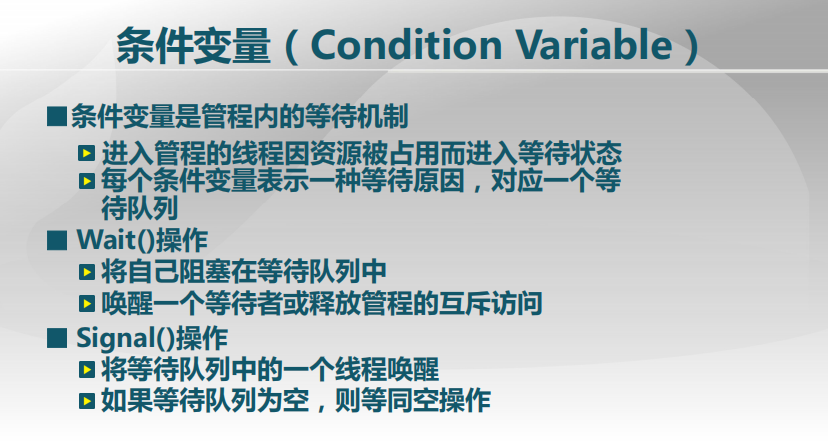 条件变量（Condition Variable）
条件变量是管程内的等待机制
进入管程的线程因资源被占用而进入等待状态
每个条件变量表示一种等待原因，对应一个等
待队列
Wait()操作
将自己阻塞在等待队列中
唤醒一个等待者或释放管程的互斥访问
Signal()操作
将等待队列中的一个线程唤醒
如果等待队列为空，则等同空操作